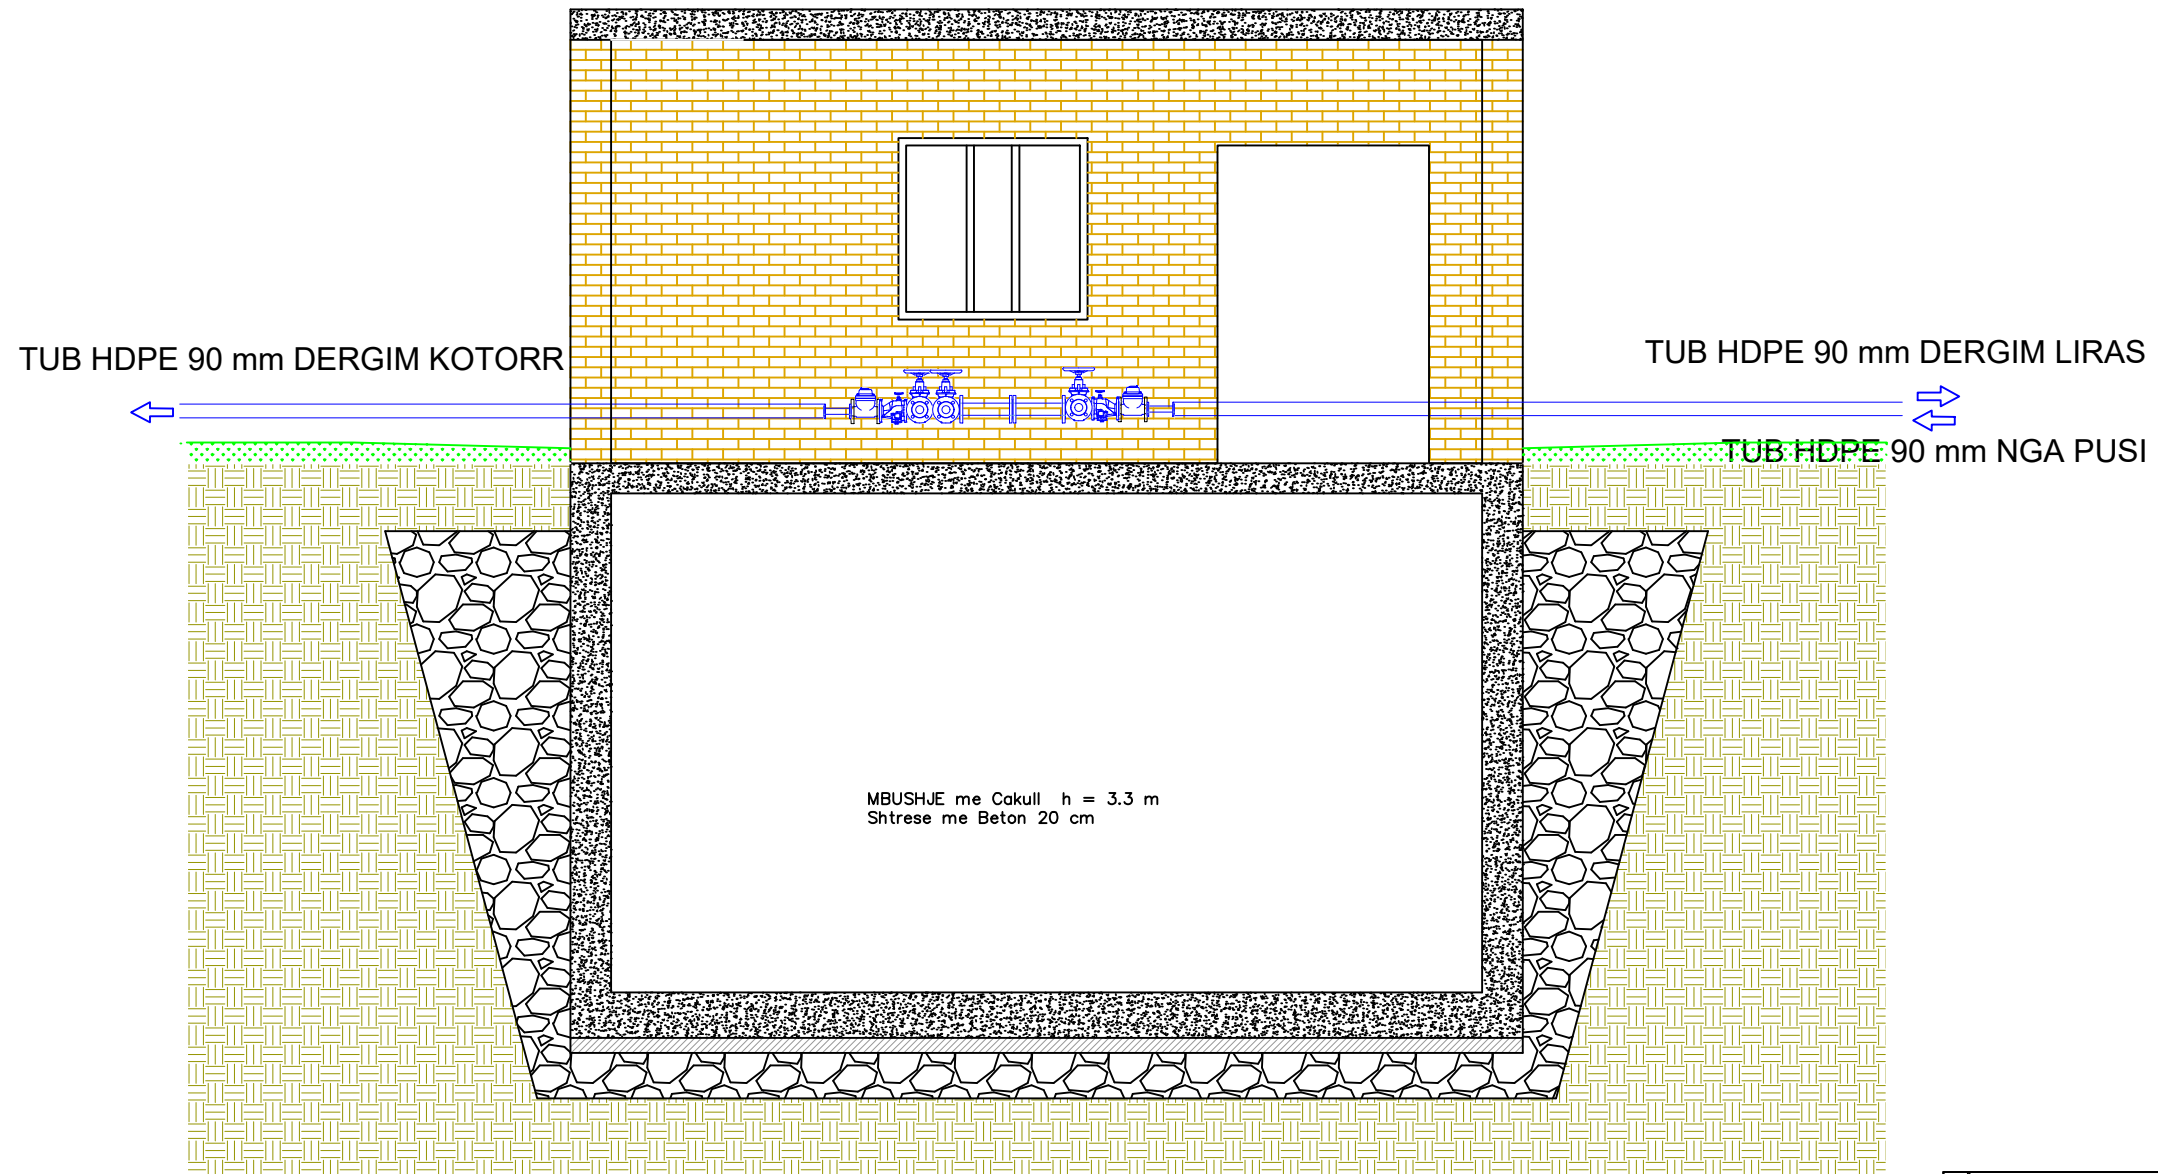 TUB HDPE 90 mm DERGIM KOTORR
TUB HDPE 90 mm DERGIM LIRAS
TUB HDPE 90 mm NGA PUSI
MBUSHJE me Cakull h = 3.3 m
Shtrese me Beton 20 cm